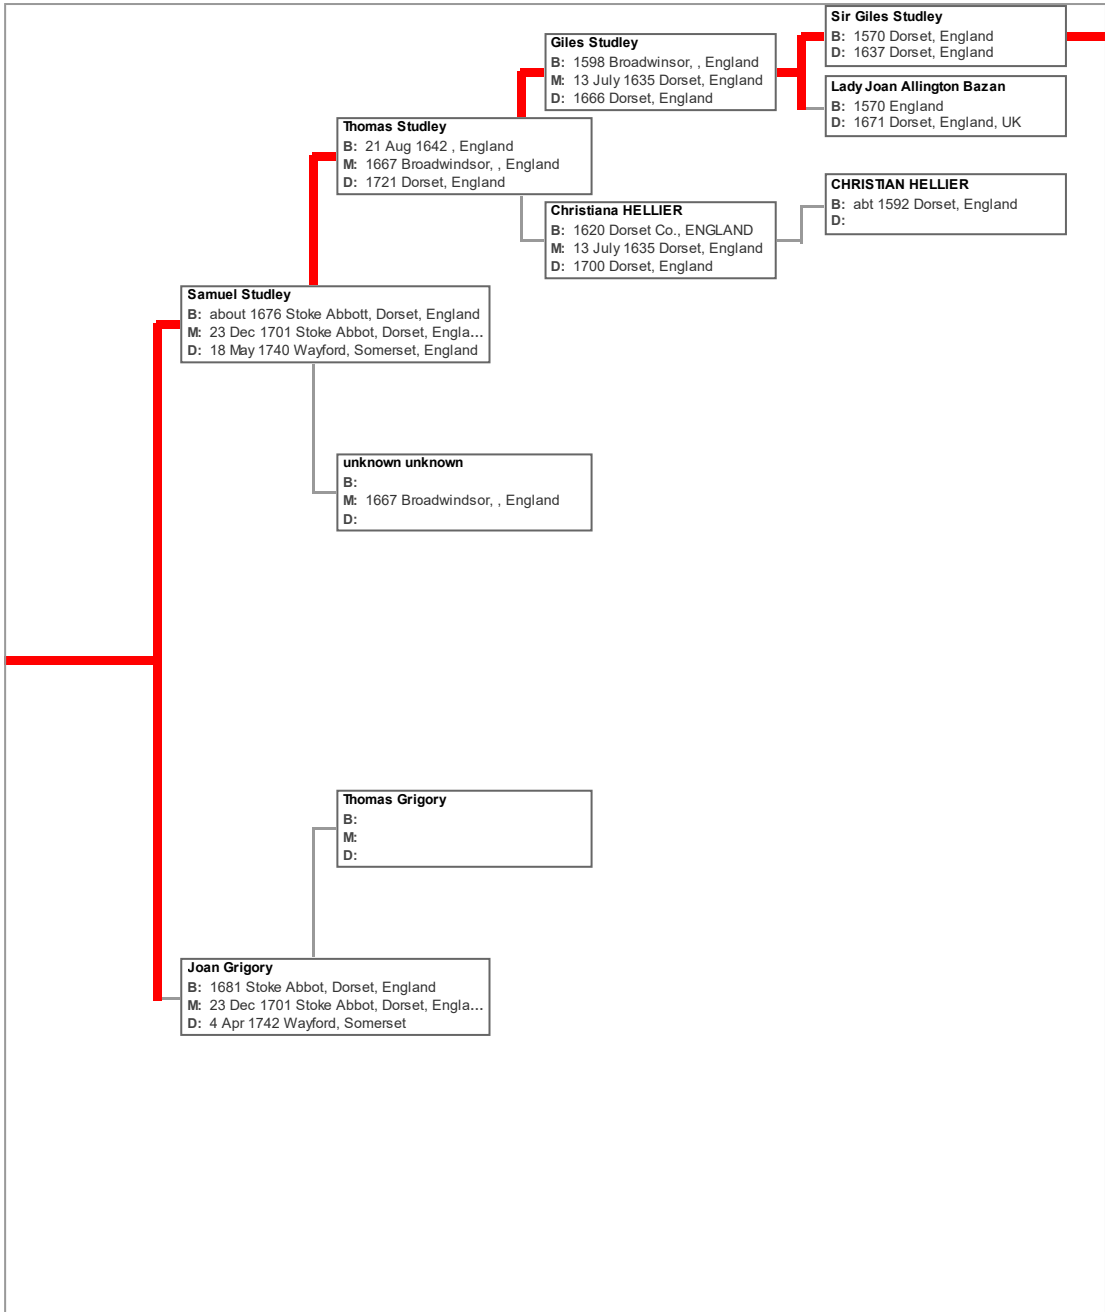 Sir Giles Studley
B: 1570 Dorset, England
D: 1637 Dorset, England
Giles Studley
B: 1598 Broadwinsor, , England
M: 13 July 1635 Dorset, England
D: 1666 Dorset, England
Lady Joan Allington Bazan
B: 1570 England
D: 1671 Dorset, England, UK
Thomas Studley
B: 21 Aug 1642 , England
M: 1667 Broadwindsor, , England
D: 1721 Dorset, England
CHRISTIAN HELLIER
B: abt 1592 Dorset, England
D:
Christiana HELLIER
B: 1620 Dorset Co., ENGLAND
M: 13 July 1635 Dorset, England
D: 1700 Dorset, England
Samuel Studley
B: about 1676 Stoke Abbott, Dorset, England
M: 23 Dec 1701 Stoke Abbot, Dorset, Engla...
D: 18 May 1740 Wayford, Somerset, England
unknown unknown
B:
M: 1667 Broadwindsor, , England
D:
Thomas Grigory
B:
M:
D:
Joan Grigory
B: 1681 Stoke Abbot, Dorset, England
M: 23 Dec 1701 Stoke Abbot, Dorset, Engla...
D: 4 Apr 1742 Wayford, Somerset